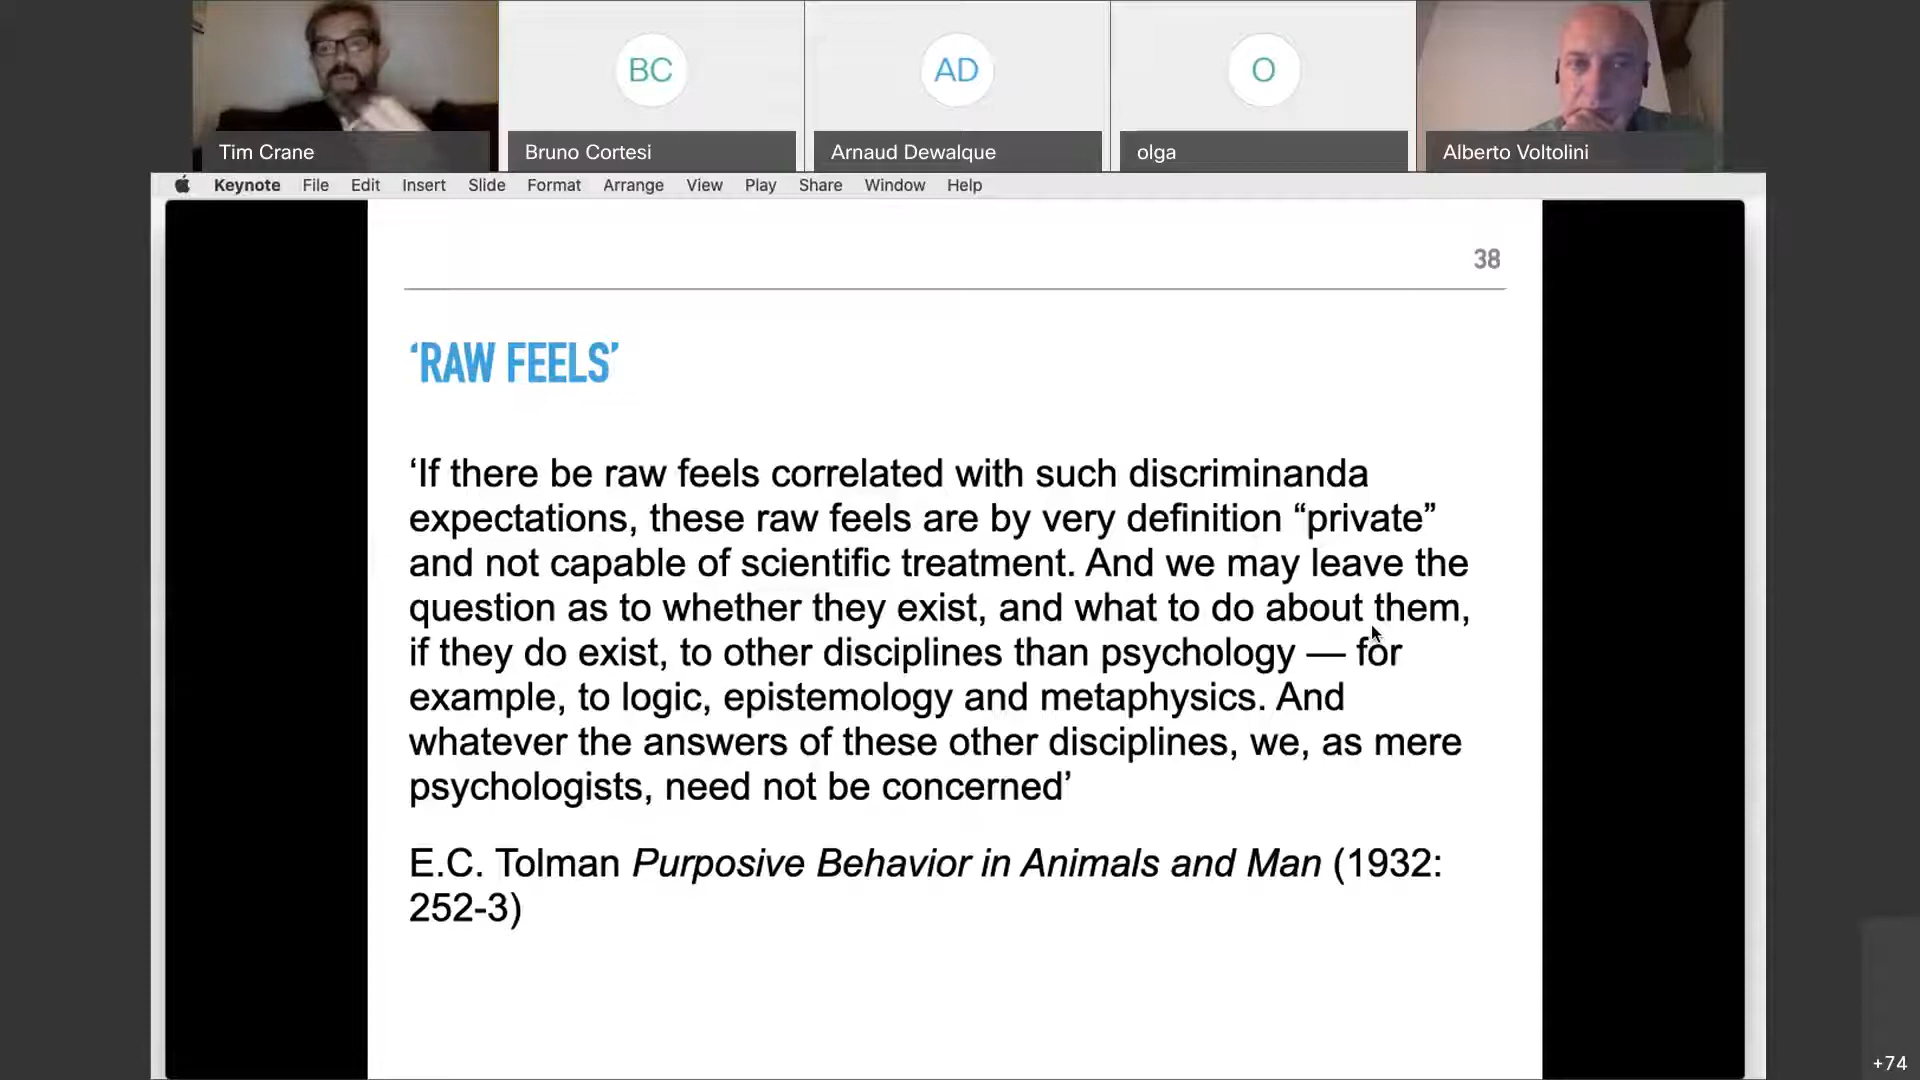 BC
AD
O
Tim Crane
Bruno Cortesi
Arnaud Dewalque
olga
Alberto Voltolini
Keynote File Edit Insert Slide Format Arrange View Play Share Window Help
38
‘RAW FEELS’
‘If there be raw feels correlated with such discriminanda
expectations, these raw feels are by very definition “private”
and not capable of scientific treatment. And we may leave the
question as to whether they exist, and what to do about them,
if they do exist, to other disciplines than psychology — for
example, to logic, epistemology and metaphysics. And
whatever the answers of these other disciplines, we, as mere
psychologists, need not be concerned’
E.C. Tolman Purposive Behavior in Animals and Man (1932:
252-3)
+74